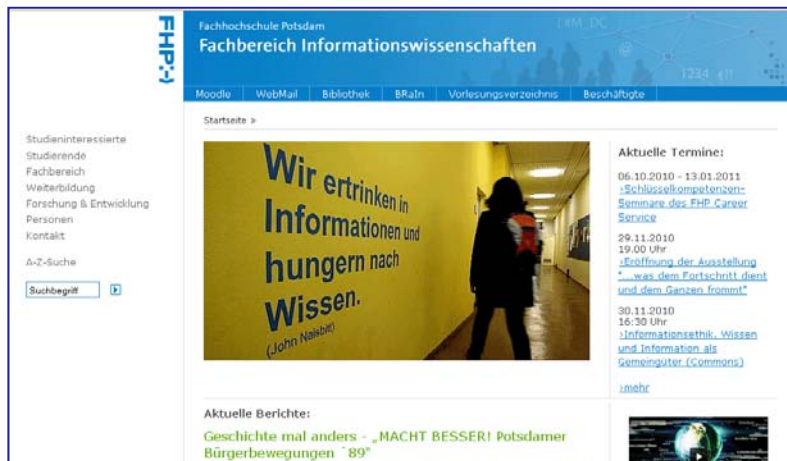 FHP:-)
Fachhochschule Potsdam
Fachbereich Informationswissenschaften
Moodle
WebMail
Bibliothek
BRaIn
Vorlesungsverzeichnis
Beschäftigte
Startseite »
Studieninteressierte
Studierende
Fachbereich
Weiterbildung
Forschung & Entwicklung
Personen
Kontakt
A-Z-Suche
Suchbegriff
Wir ertrinken in
Informationen und
hungern nach
Wissen.
(John Naisbitt)
Aktuelle Termine:
06.10.2010 - 13.01.2011
›Schlüsselkompetenzen-
Seminare des FHP Career
Service
29.11.2010
19.00 Uhr
›Eröffnung der Ausstellung
"...was dem Fortschritt dient
und dem Ganzen frommt"
30.11.2010
16:30 Uhr
›Informationsethik. Wissen
und Information als
Gemeingüter (Commons)
›mehr
Aktuelle Berichte:
Geschichte mal anders - „MACHT BESSER! Potsdamer
Bürgerbewegungen ´89"